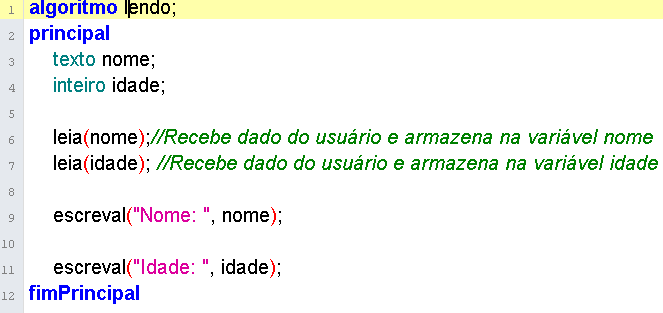 1 algoritmo lendo;
2 principal
3 texto nome;
4 inteiro idade;
5
6 leia(nome);//Recebe dado do usuário e armazena na variável nome
7 leia(idade); //Recebe dado do usuário e armazena na variável idade
8
9 escreval("Nome: ", nome);
10
11 escreval("Idade: ", idade);
12 fimPrincipal